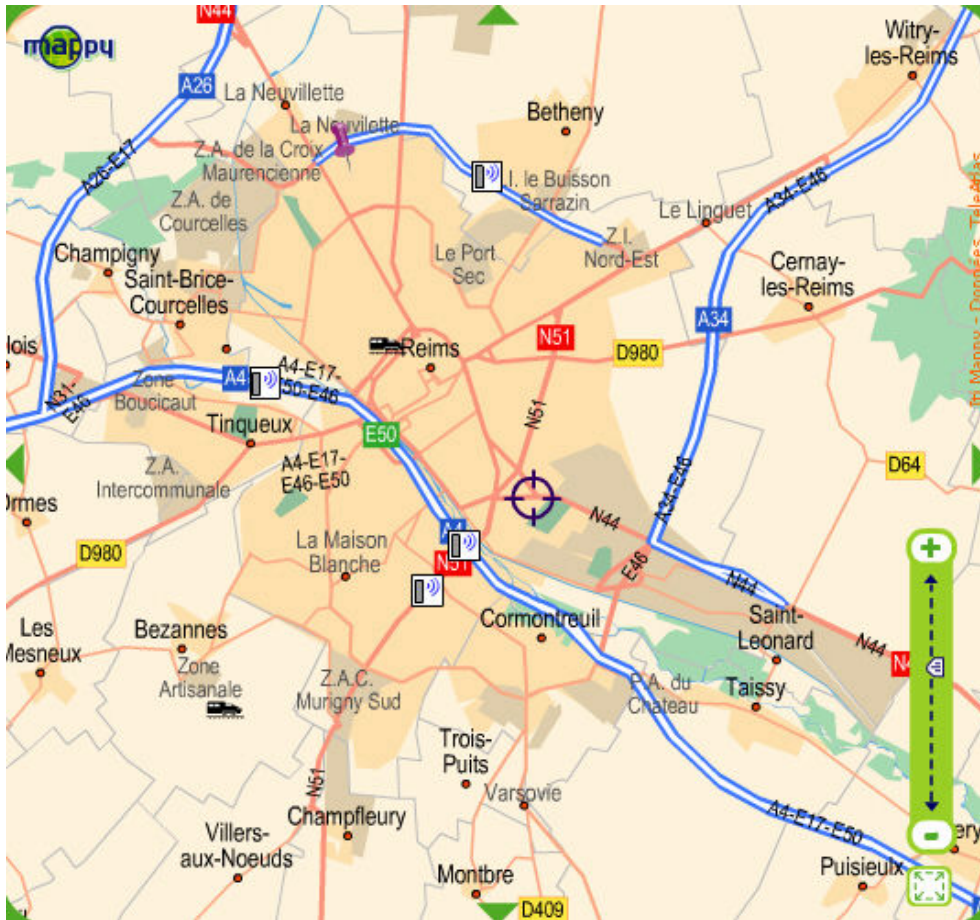 N44
mappy
Witry-
les-Reims
A26
La Neuvillette
Betheny
La Neuvilette
Z.A. de la Croix
Maurencienne
A26-E17
I. le Buisson
Sarrazin
A34-E46
Z.A. de
Courcelles
Le Linguet
Z.I.
Nord-Est
Le Port
Sec
Champigny
Saint-Brice-
Courcelles
Cernay-
les-Reims
A34
N51
Reims
D980
A4-E17-
E50-E46
A4
N31-
E46
Zone
Boucicaut
N51
Tinqueux
E50
A4-E17-
E46-E50
Z.A.
Intercommunale
D64
Ormes
N44
A34-E46
A4
D980
La Maison
Blanche
N51
E46
N44
Les
Mesneux
Bezannes
Cormontreuil
Saint-
Leonard
N44
Zone
Artisanale
Z.A.C.
Murigny Sud
P.A. du
Chateau
Taissy
Trois-
Puits
N51
Varsovie
Champfleury
A4-E17-E50
Villers-
aux-Noeuds
Montbre
Puisieulx
D409